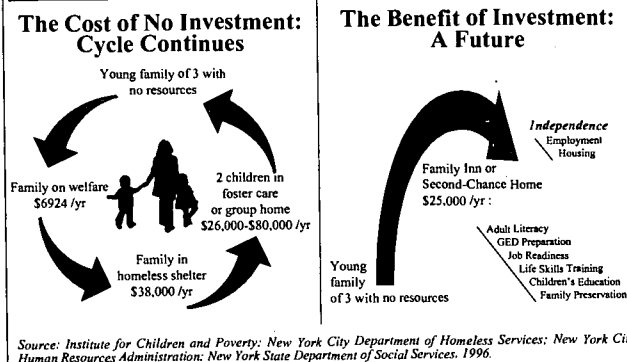 The Cost of No Investment:
Cycle Continues
Young family of 3 with
no resources
Family on welfare
$6924 /yr
2 children in
foster care
or group home
$26,000-$80,000 /yr
Family in
homeless shelter
$38,000 /yr
The Benefit of Investment:
A Future
Independence
Employment
Housing
Family Inn or
Second-Chance Home
$25,000 /yr :
Adult Literacy
GED Preparation
Job Readiness
Life Skills Training
Children's Education
Family Preservation
Young
family
of 3 with no resources
Source: Institute for Children and Poverty: New York City Department of Homeless Services; New York Ci
Human Resources Administration; New York State Department of Social Services, 1996.